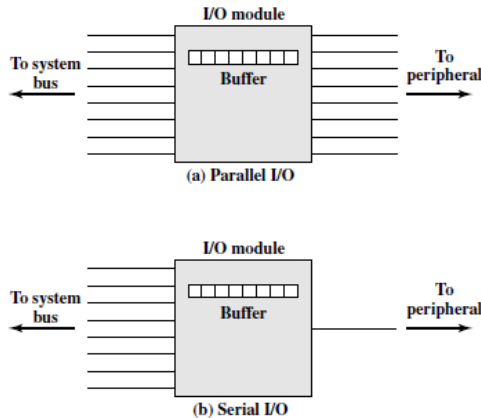 I/O module
To system
bus
Buffer
To
peripheral
(a) Parallel I/O
I/O module
To system
bus
Buffer
To
peripheral
(b) Serial I/O